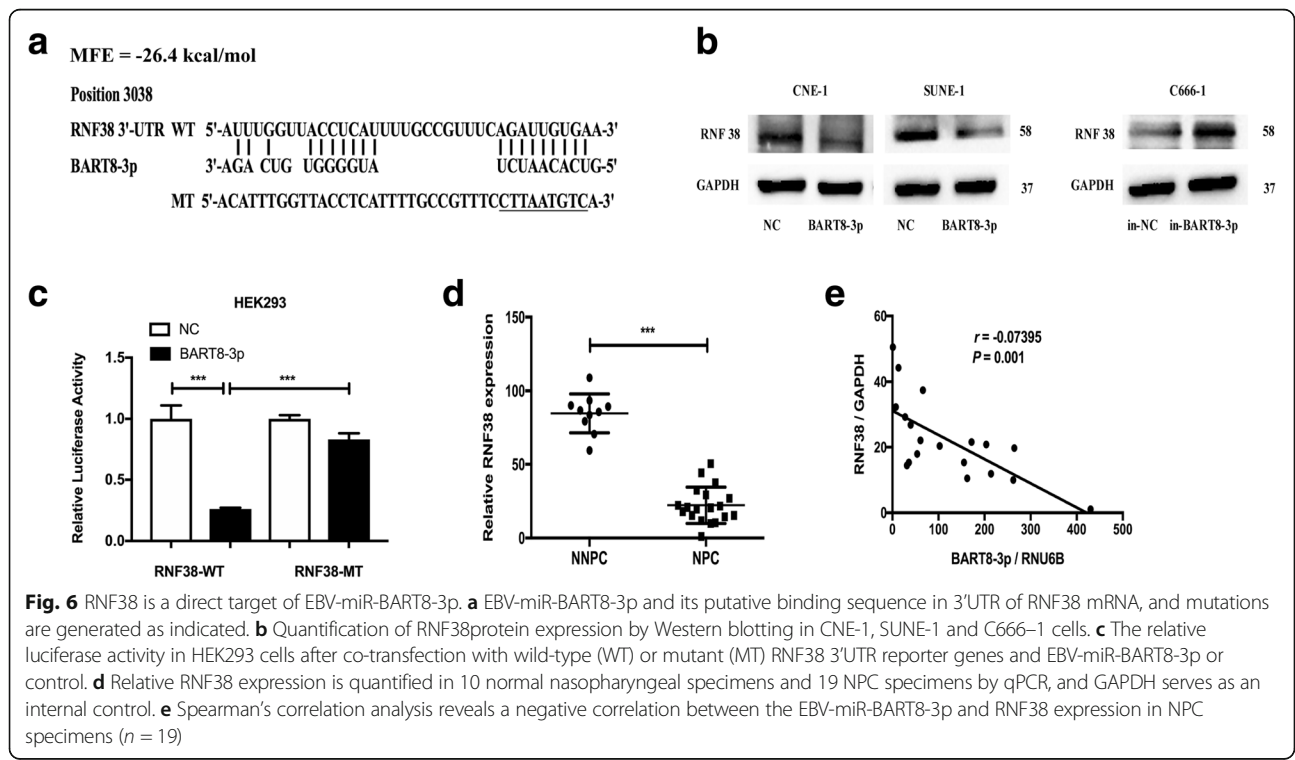 a
MFE = -26.4 kcal/mol
Position 3038
RNF38 3'-UTR WT 5'-AUUUGGUUACCUCAUUUUGCCGUUUCAGAUUGUGAA-3'
BART8-3p 3'-AGA CUG UGGGGUA UCUAACACUG-5'
MT 5'-ACATTTGGTTACCTCATTTTGCCGTTTCCTTAATGTCA-3'
b
CNE-1 SUNE-1 C666-1
RNF 38 58 RNF 38 58
GAPDH 37 GAPDH 37
NC BART8-3p NC BART8-3p in-NC in-BART8-3p
c
HEK293
NC
BART8-3p
Relative Luciferase Activity
1.5
1.0
0.5
0.0
*** ***
RNF38-WT RNF38-MT
d
Relative RNF38 expression
150
100
50
0
***
NNPC NPC
e
RNF38 / GAPDH
60
40
20
0
r = -0.07395
P = 0.001
0 100 200 300 400 500
BART8-3p / RNU6B
Fig. 6 RNF38 is a direct target of EBV-miR-BART8-3p. a EBV-miR-BART8-3p and its putative binding sequence in 3'UTR of RNF38 mRNA, and mutations
are generated as indicated. b Quantification of RNF38protein expression by Western blotting in CNE-1, SUNE-1 and C666–1 cells. c The relative
luciferase activity in HEK293 cells after co-transfection with wild-type (WT) or mutant (MT) RNF38 3'UTR reporter genes and EBV-miR-BART8-3p or
control. d Relative RNF38 expression is quantified in 10 normal nasopharyngeal specimens and 19 NPC specimens by qPCR, and GAPDH serves as an
internal control. e Spearman's correlation analysis reveals a negative correlation between the EBV-miR-BART8-3p and RNF38 expression in NPC
specimens (n = 19)